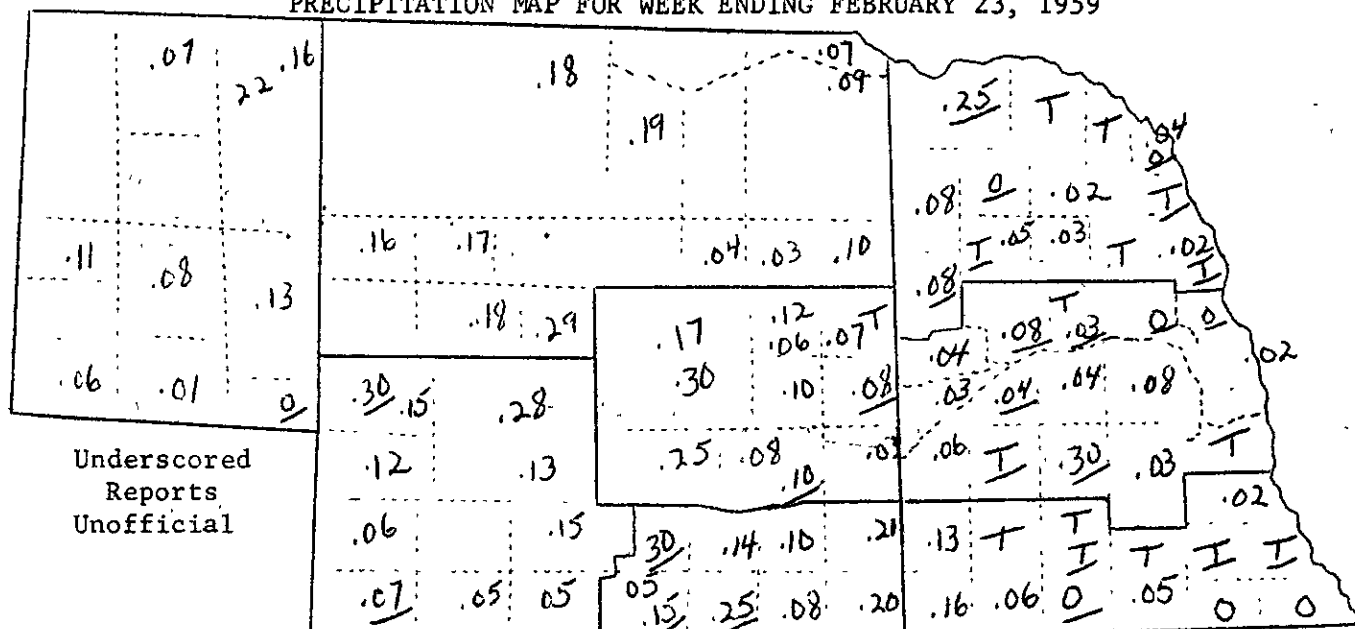 PRECIPITATION MAP FOR WEEK ENDING FEBRUARY 23, 1959
.07 .16 .18 .07
22 .09
.25 T T .04
.19 0
.08 0 .02 T
.11 .08 .13 .16 .17 .04 .03 .10 T .05 .03 T .02
T
.18 .29 .08
.17 .12 .07 T .08 .03 T 0 0
.06 .04 .02
.06 .01 0 .30 .15 .28 .30 .10 .08 .03 .04 .04 .08
Underscored
Reports
Unofficial
.12 .13 .25 .08 .06 T .30 .03 T
.10 .02
.06 .15 30 .14 .10 .21 .13 T T
T T T T
.07 .05 05 05 .15 .25 .08 .20 .16 .06 0 .05 0 0